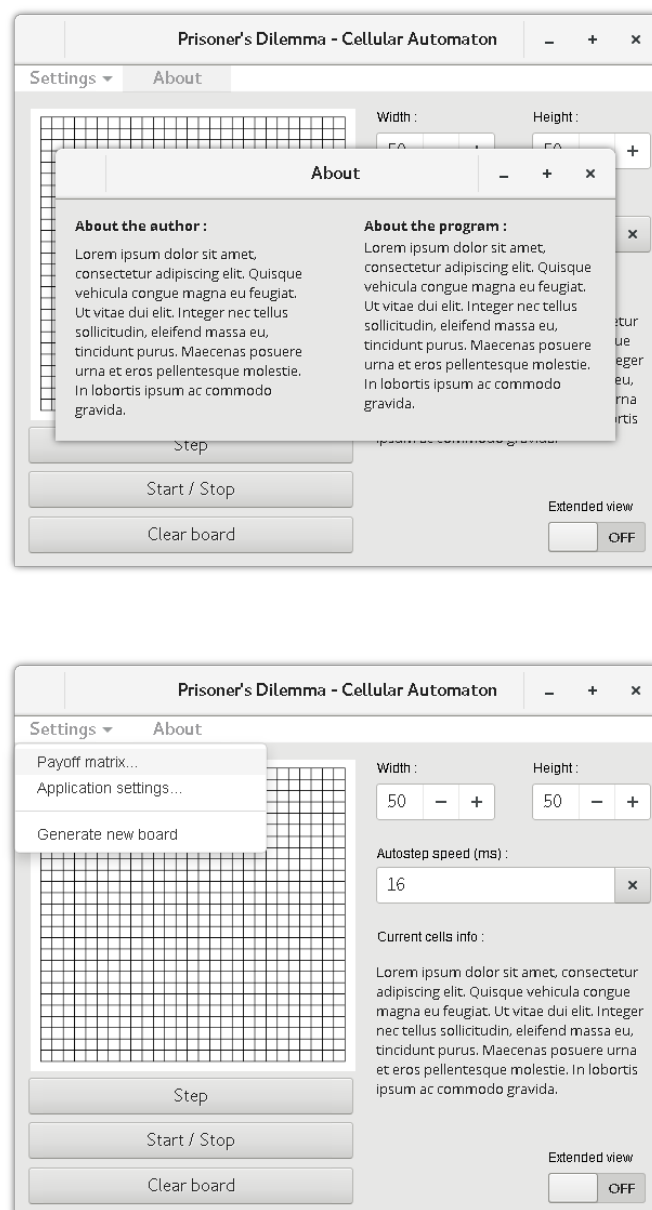 Prisoner's Dilemma - Cellular Automaton
Settings About
Width : Height :
About
About the author :
Lorem ipsum dolor sit amet,
consectetur adipiscing elit. Quisque
vehicula congue magna eu feugiat.
Ut vitae dui elit. Integer nec tellus
sollicitudin, eleifend massa eu,
tincidunt purus. Maecenas posuere
urna et eros pellentesque molestie.
In lobortis ipsum ac commodo
gravida.
About the program :
Lorem ipsum dolor sit amet,
consectetur adipiscing elit. Quisque
vehicula congue magna eu feugiat.
Ut vitae dui elit. Integer nec tellus
sollicitudin, eleifend massa eu,
tincidunt purus. Maecenas posuere
urna et eros pellentesque molestie.
In lobortis ipsum ac commodo
gravida.
Step
Start / Stop
Clear board
Extended view
OFF
Prisoner's Dilemma - Cellular Automaton
Settings About
Payoff matrix...
Application settings...
Generate new board
Width : Height :
50 - + 50 - +
Autostep speed (ms) :
16
Current cells info :
Lorem ipsum dolor sit amet, consectetur
adipiscing elit. Quisque vehicula congue
magna eu feugiat. Ut vitae dui elit. Integer
nec tellus sollicitudin, eleifend massa eu,
tincidunt purus. Maecenas posuere urna
et eros pellentesque molestie. In lobortis
ipsum ac commodo gravida.
Step
Start / Stop
Clear board
Extended view
OFF